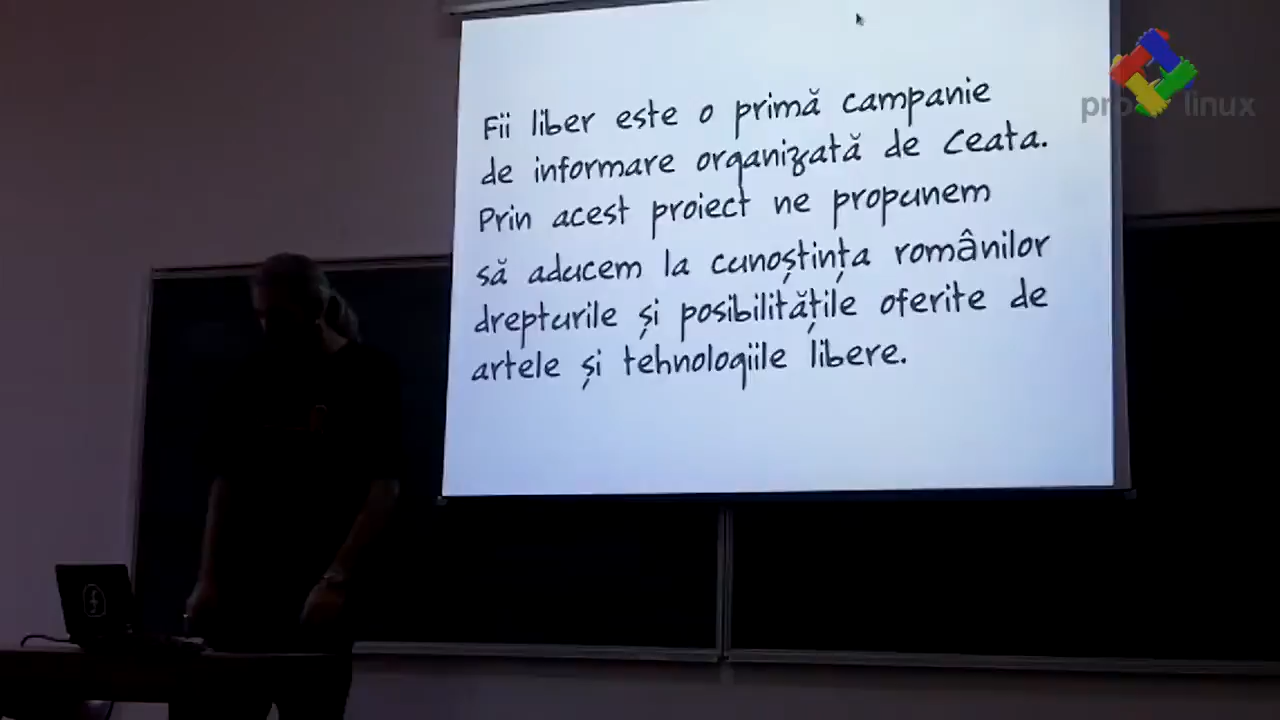 Fii liber este o primă campanie
de informare organizată de Ceata.
Prin acest proiect ne propunem
să aducem la cunoștința românilor
drepturile și posibilitățile oferite de
artele și tehnologiile libere.
pro linux